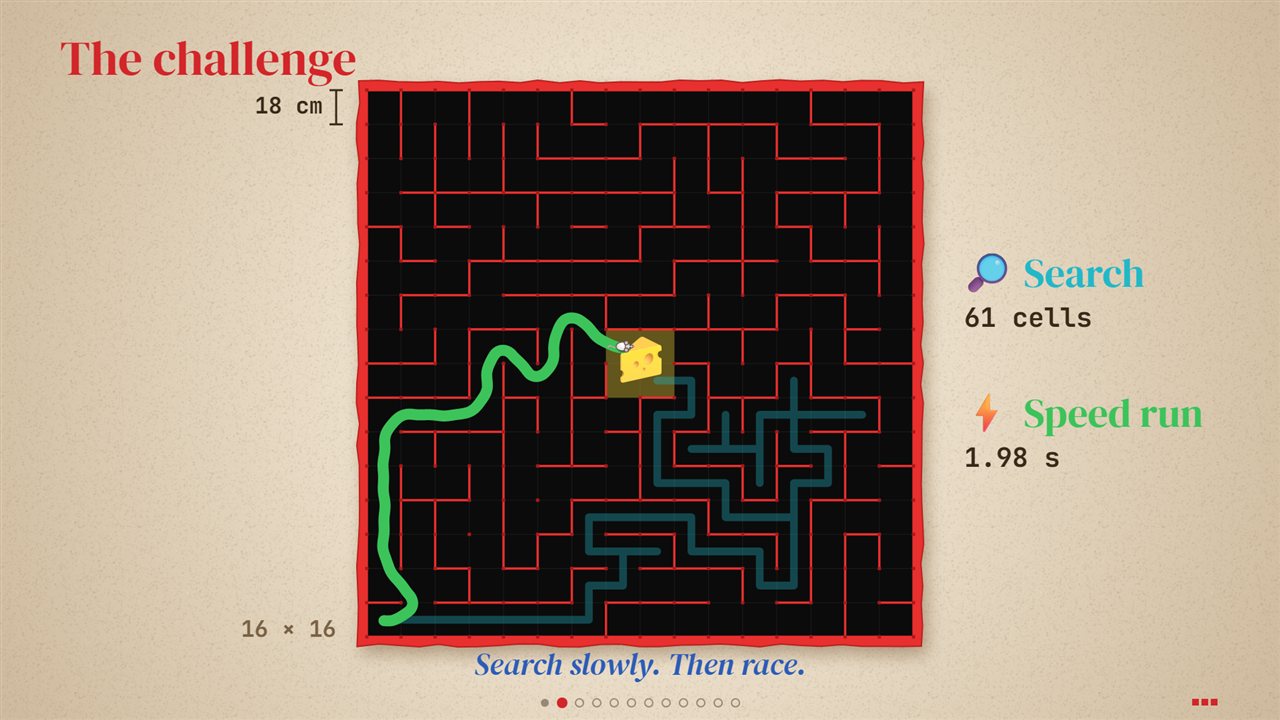 The challenge
18 cm
Search
61 cells
Speed run
1.98 s
16 × 16
Search slowly. Then race.